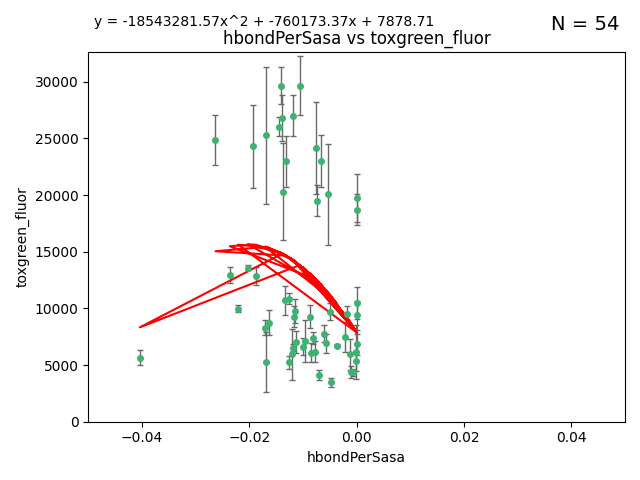 y = -18543281.57x^2 + -760173.37x + 7878.71
N = 54
hbondPerSasa vs toxgreen_fluor
toxgreen_fluor
30000
25000
20000
15000
10000
5000
0
−0.04
−0.02
0.00
0.02
0.04
hbondPerSasa